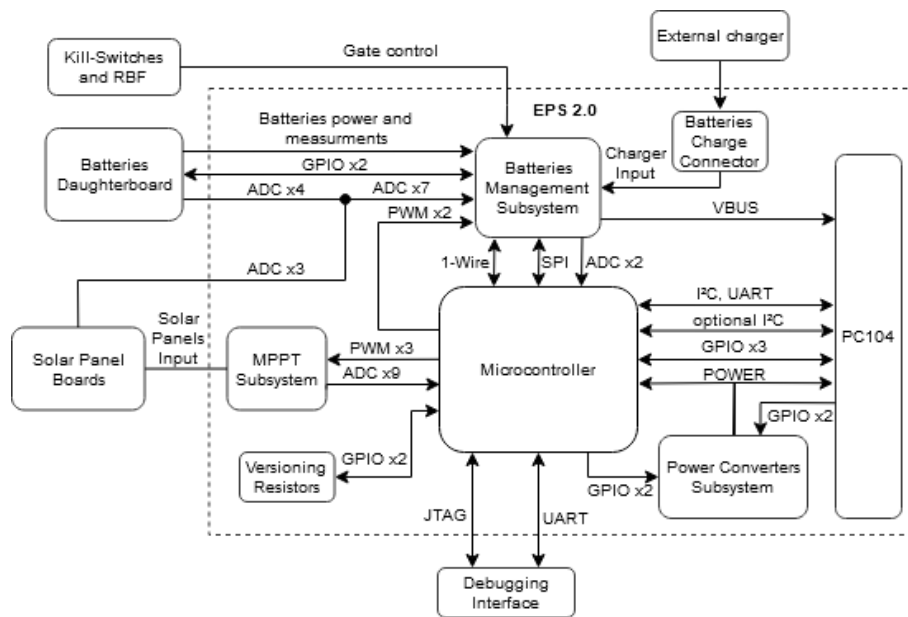 External charger
Kill-Switches
and RBF
Gate control
EPS 2.0
Batteries power and
measurments
Batteries
Daughterboard
GPIO x2
ADC x4
ADC x7
Batteries
Management
Subsystem
Charger
Input
Batteries
Charge
Connector
PWM x2
VBUS
ADC x3
1-Wire
SPI
ADC x2
Solar
Panels
Input
Solar Panel
Boards
MPPT
Subsystem
PWM x3
ADC x9
Microcontroller
I²C, UART
optional I²C
GPIO x3
POWER
PC104
GPIO x2
Versioning
Resistors
GPIO x2
GPIO x2
Power Converters
Subsystem
JTAG
UART
Debugging
Interface